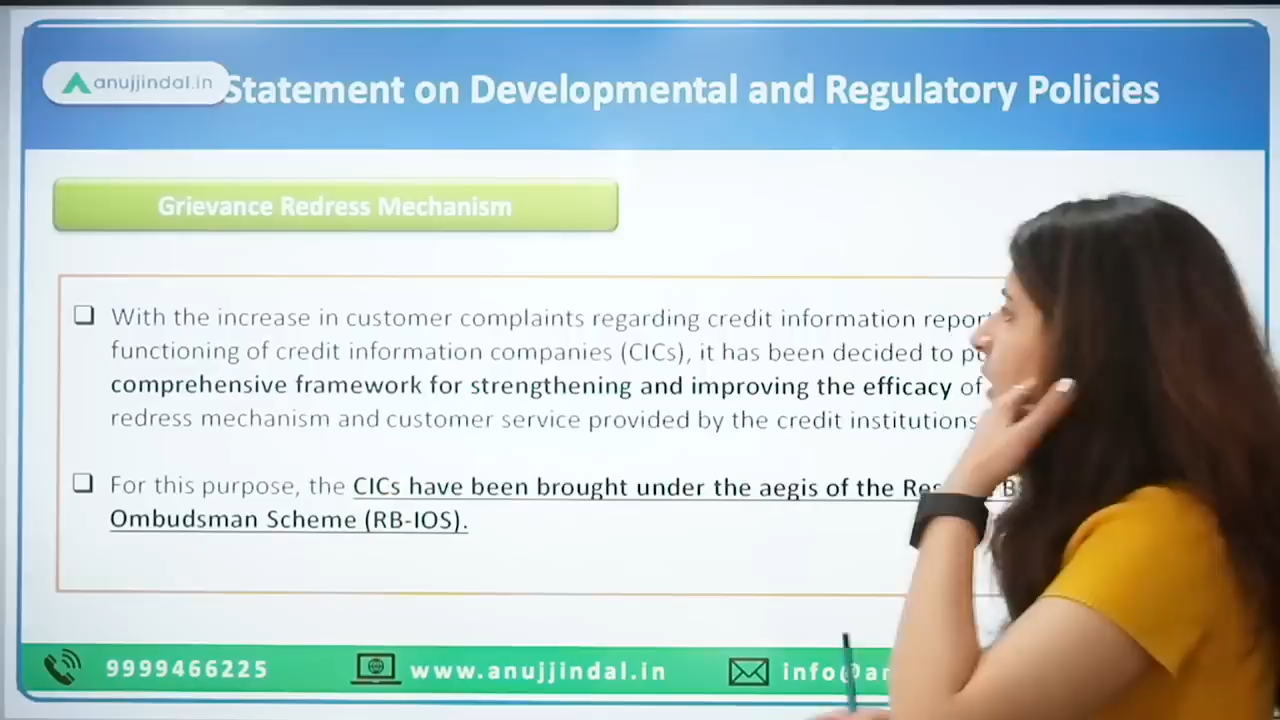 anujjindal.in
Statement on Developmental and Regulatory Policies
Grievance Redress Mechanism
With the increase in customer complaints regarding credit information
functioning of credit information companies (CICs), it has been decided to
comprehensive framework for strengthening and improving the efficacy of
redress mechanism and customer service provided by the credit institutions
For this purpose, the CICs have been brought under the aegis of the
Ombudsman Scheme (RB-IOS).
9999466225
www.anujjindal.in